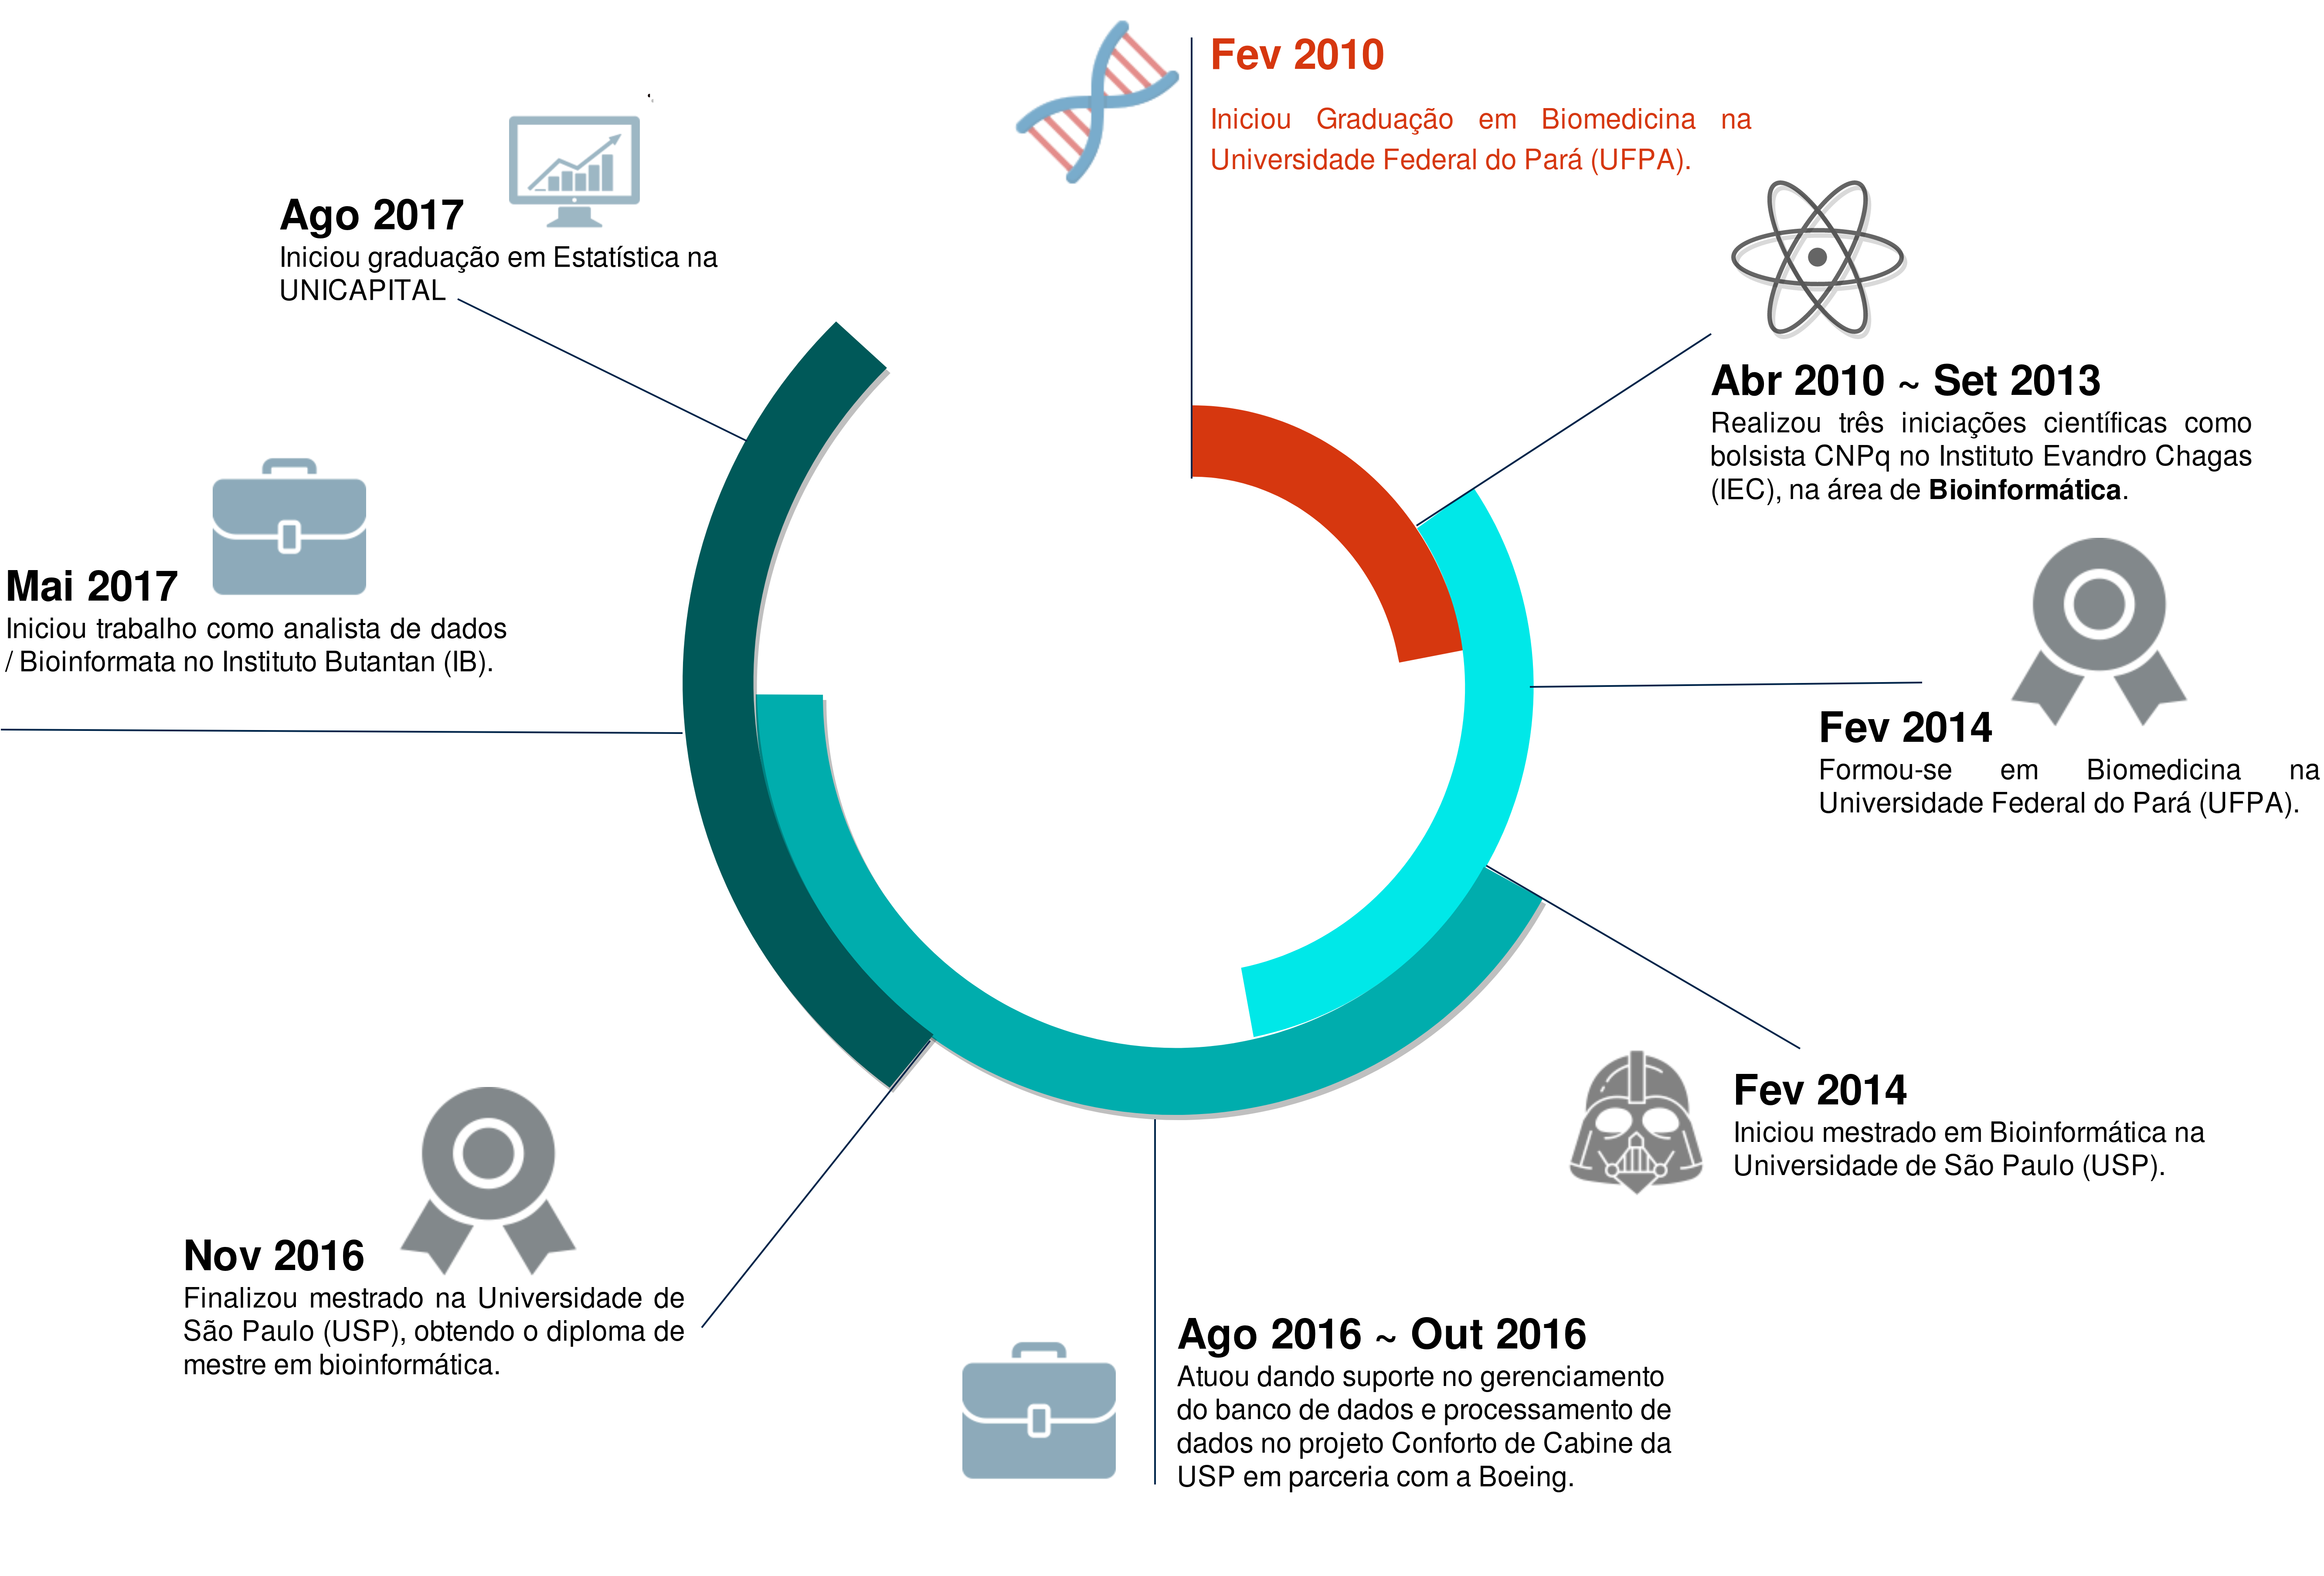 Fev 2010
Iniciou Graduação em Biomedicina na
Universidade Federal do Pará (UFPA).
Abr 2010 ~ Set 2013
Realizou três iniciações científicas como
bolsista CNPq no Instituto Evandro Chagas
(IEC), na área de Bioinformática.
Fev 2014
Formou-se em Biomedicina na
Universidade Federal do Pará (UFPA).
Fev 2014
Iniciou mestrado em Bioinformática na
Universidade de São Paulo (USP).
Ago 2016 ~ Out 2016
Atuou dando suporte no gerenciamento
do banco de dados e processamento de
dados no projeto Conforto de Cabine da
USP em parceria com a Boeing.
Nov 2016
Finalizou mestrado na Universidade de
São Paulo (USP), obtendo o diploma de
mestre em bioinformática.
Mai 2017
Iniciou trabalho como analista de dados
/ Bioinformata no Instituto Butantan (IB).
Ago 2017
Iniciou graduação em Estatística na
UNICAPITAL